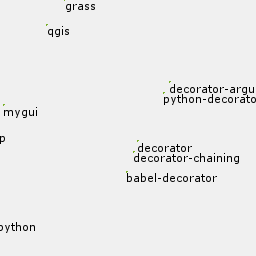 grass
qgis
decorator-argu
python-decorato
mygui
p
decorator
decorator-chaining
babel-decorator
python